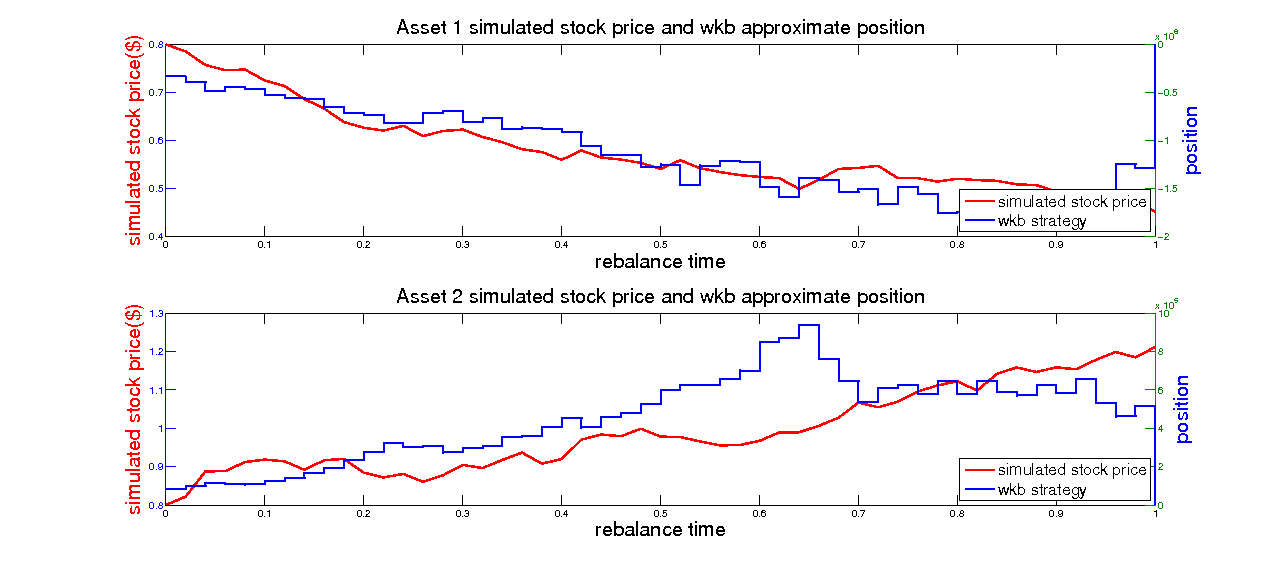 Asset 1 simulated stock price and wkb approximate position
x 10
simulated stock price($)
0.8
0.7
0.6
0.5
0.4
0
−0.5
−1
−1.5
−2
position
simulated stock price
wkb strategy
0 0.1 0.2 0.3 0.4 0.5 0.6 0.7 0.8 0.9 1
rebalance time
Asset 2 simulated stock price and wkb approximate position
x 10
simulated stock price($)
1.3
1.2
1.1
1
0.9
0.8
10
8
6
4
2
0
position
simulated stock price
wkb strategy
0 0.1 0.2 0.3 0.4 0.5 0.6 0.7 0.8 0.9 1
rebalance time